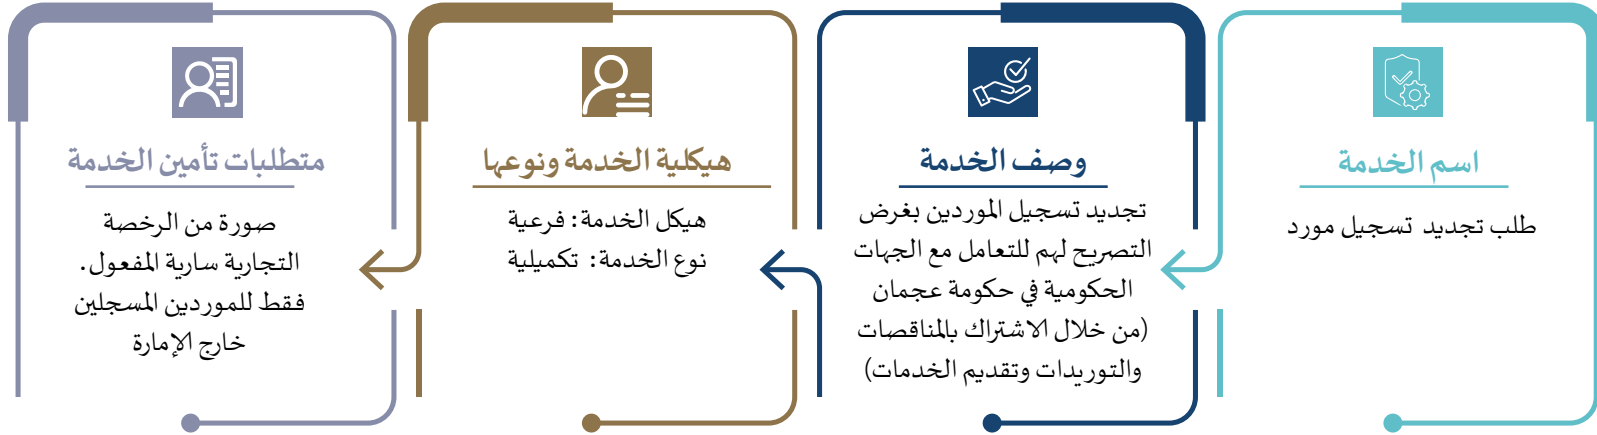 اسم الخدمة
طلب تجديد تسجيل مورد
وصف الخدمة
تجديد تسجيل الموردين بغرض
التصريح لهم للتعامل مع الجهات
الحكومية في حكومة عجمان
(من خلال الاشتراك بالمناقصات
والتوريدات وتقديم الخدمات)
هيكلية الخدمة ونوعها
هيكل الخدمة: فرعية
نوع الخدمة: تكميلية
متطلبات تأمين الخدمة
صورة من الرخصة
التجارية سارية المفعول.
فقط للموردين المسجلين
خارج الإمارة